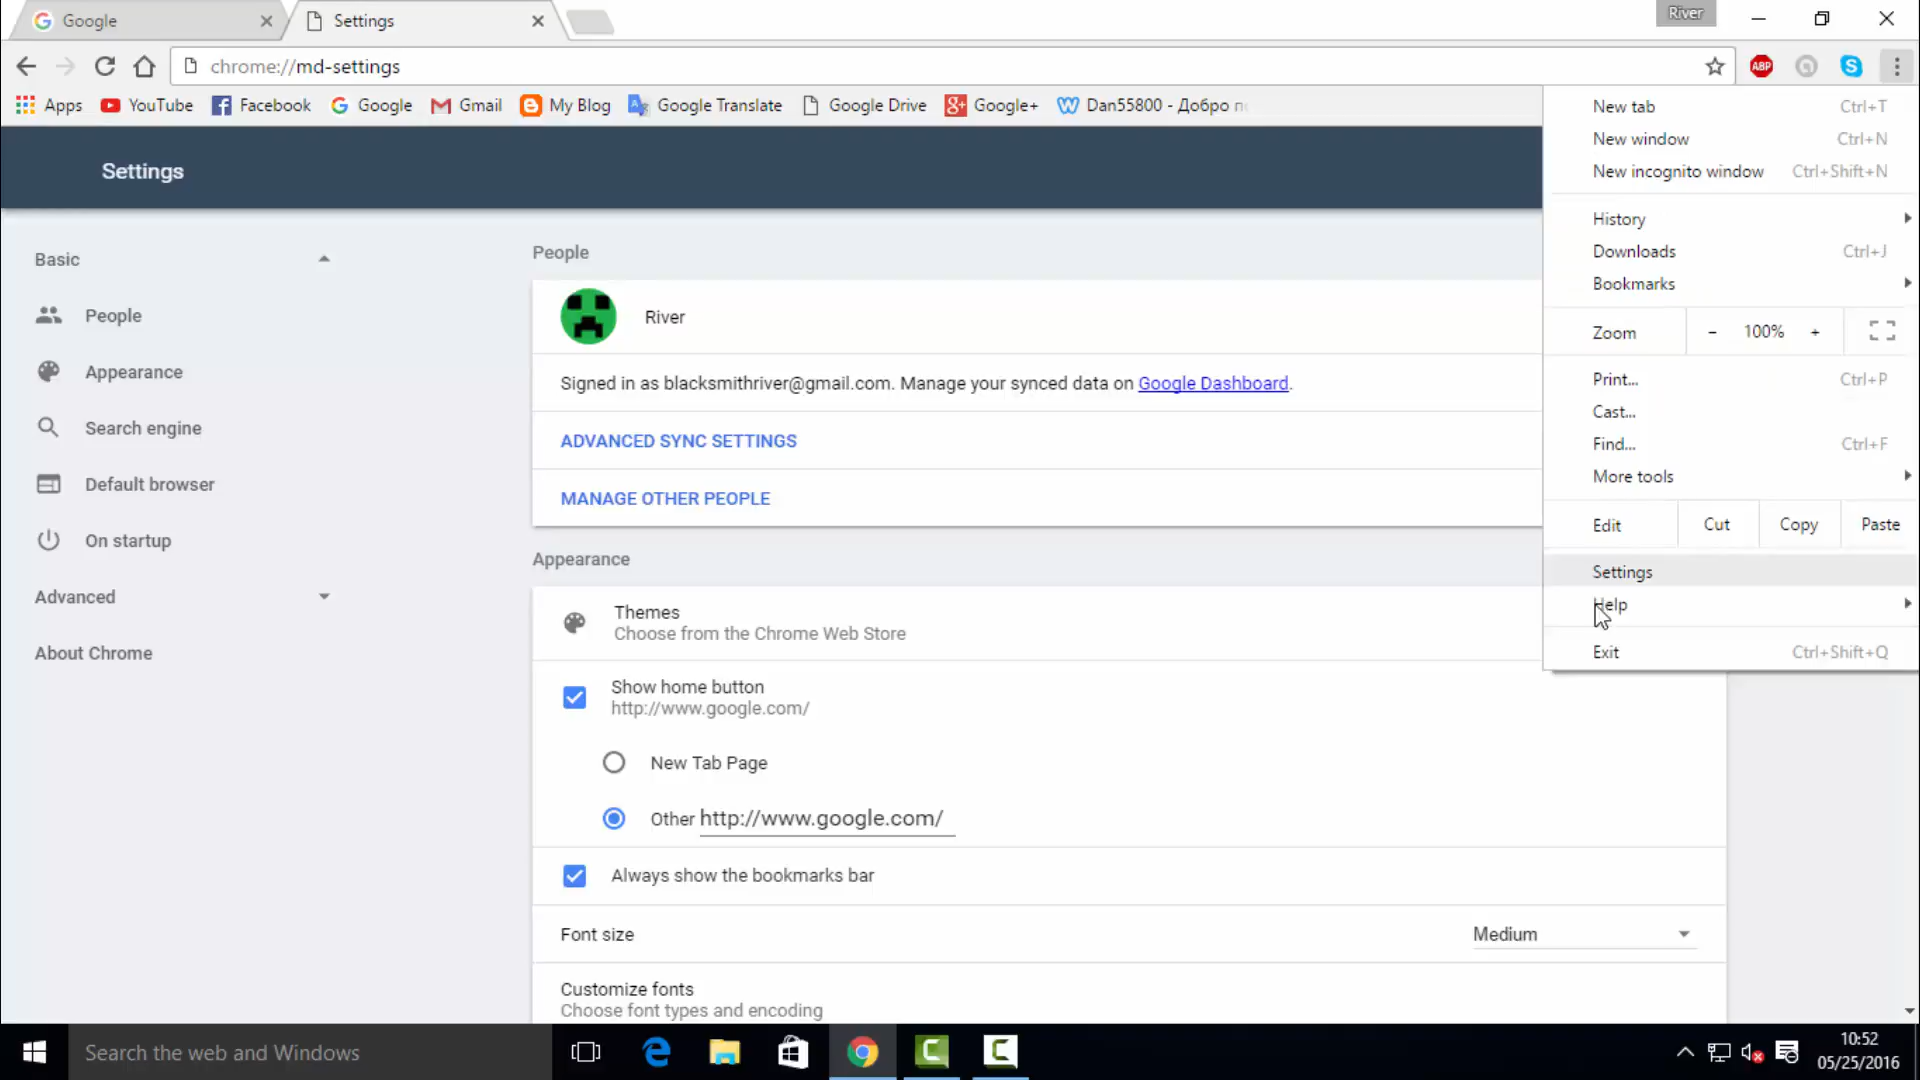 Google
Settings
River
chrome://md-settings
ABP
Apps
YouTube
Facebook
Google
Gmail
My Blog
Google Translate
Google Drive
Google+
Dan55800 - Добро
Settings
Basic
People
Appearance
Search engine
Default browser
On startup
Advanced
About Chrome
People
River
Signed in as blacksmithriver@gmail.com. Manage your synced data on Google Dashboard.
ADVANCED SYNC SETTINGS
MANAGE OTHER PEOPLE
Appearance
Themes
Choose from the Chrome Web Store
Show home button
http://www.google.com/
New Tab Page
Other http://www.google.com/
Always show the bookmarks bar
Font size Medium
Customize fonts
Choose font types and encoding
New tab Ctrl+T
New window Ctrl+N
New incognito window Ctrl+Shift+N
History
Downloads Ctrl+J
Bookmarks
Zoom - 100% +
Print... Ctrl+P
Cast...
Find... Ctrl+F
More tools
Edit Cut Copy Paste
Settings
Help
Exit Ctrl+Shift+Q
Search the web and Windows
10:52
05/25/2016